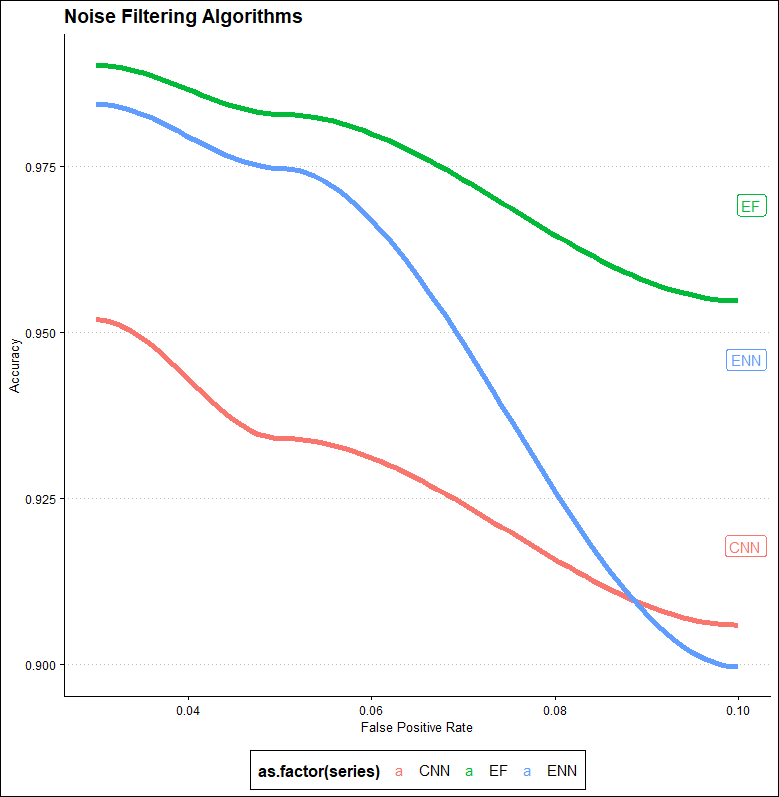 Noise Filtering Algorithms
0.975
0.950
0.925
0.900
Accuracy
EF
ENN
CNN
0.04 0.06 0.08 0.10
False Positive Rate
as.factor(series) a CNN a EF a ENN